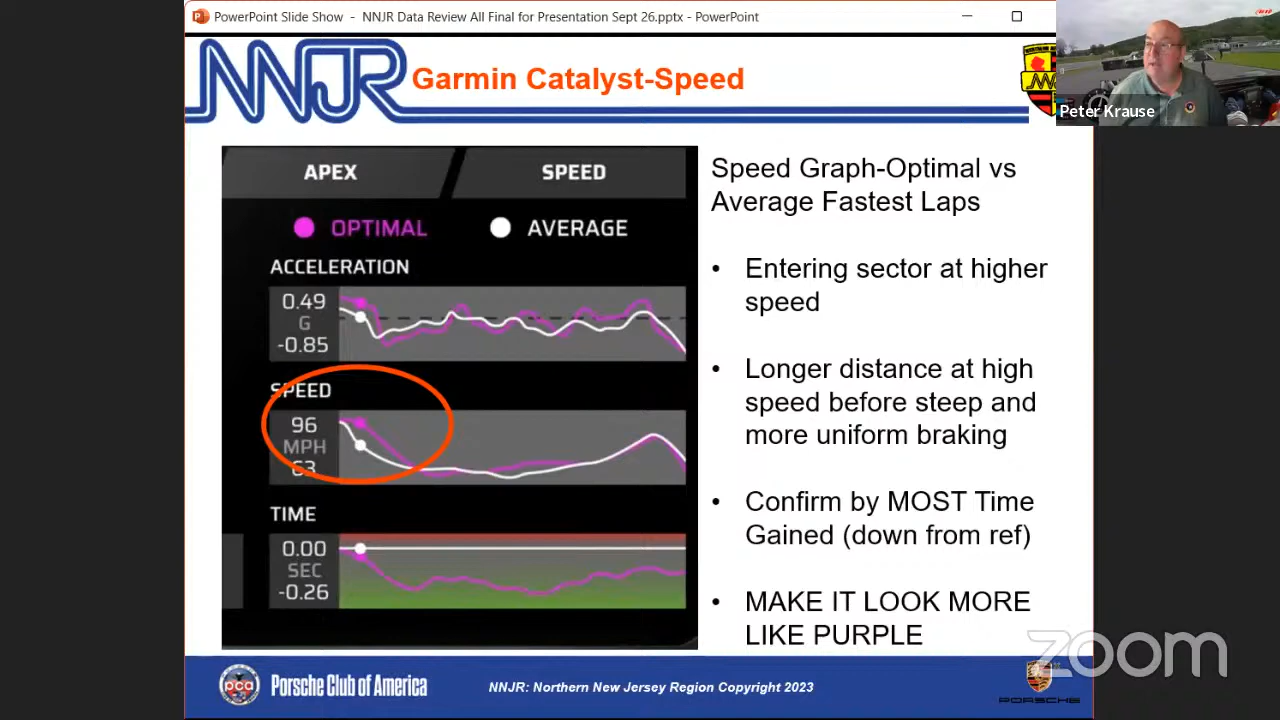 PowerPoint Slide Show - NNJR Data Review All Final for Presentation Sept 26.pptx - PowerPoint
NNJR
Garmin Catalyst-Speed
Peter Krause
APEX
SPEED
OPTIMAL
AVERAGE
ACCELERATION
0.49
G
-0.85
SPEED
96
MPH
63
TIME
0.00
SEC
-0.26
Speed Graph-Optimal vs
Average Fastest Laps
• Entering sector at higher
speed
• Longer distance at high
speed before steep and
more uniform braking
• Confirm by MOST Time
Gained (down from ref)
• MAKE IT LOOK MORE
LIKE PURPLE
zoom
pca
Porsche Club of America
NNJR: Northern New Jersey Region Copyright 2023
PORSCHE